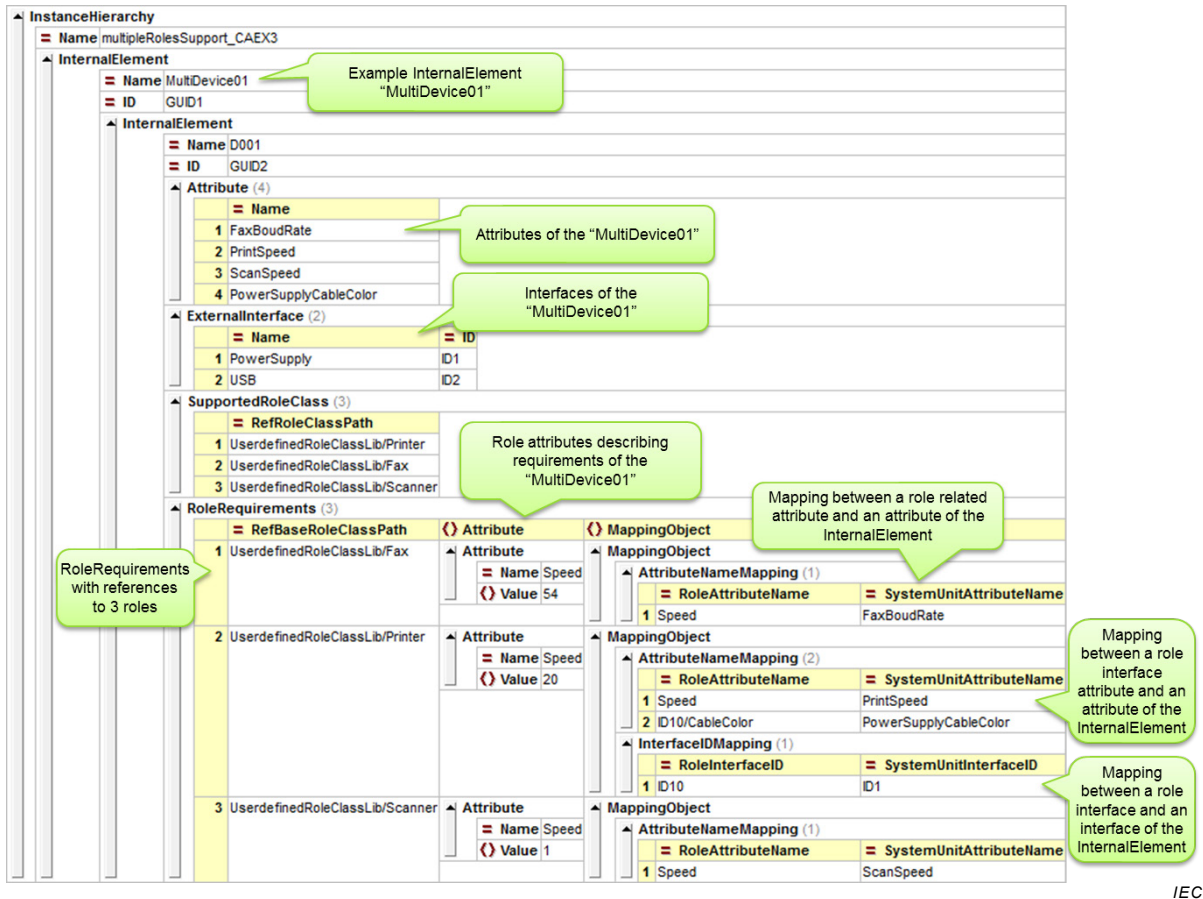 InstanceHierarchy
= Name multipleRolesSupport_CAEX3
InternalElement
= Name MultiDevice01
Example InternalElement
“MultiDevice01”
= ID GUID1
InternalElement
= Name D001
= ID GUID2
Attribute (4)
= Name
1 FaxBoudRate
2 PrintSpeed
3 ScanSpeed
4 PowerSupplyCableColor
Attributes of the “MultiDevice01”
Interfaces of the
“MultiDevice01”
ExternalInterface (2)
= Name = ID
1 PowerSupply ID1
2 USB ID2
SupportedRoleClass (3)
= RefRoleClassPath
1 UserdefinedRoleClassLib/Printer
2 UserdefinedRoleClassLib/Fax
3 UserdefinedRoleClassLib/Scanner
Role attributes describing
requirements of the
“MultiDevice01”
Mapping between a role related
attribute and an attribute of the
InternalElement
RoleRequirements (3)
= RefBaseRoleClassPath () Attribute () MappingObject
RoleRequirements
with references
to 3 roles
1 UserdefinedRoleClassLib/Fax Attribute MappingObject
= Name Speed AttributeNameMapping (1)
() Value 54 = RoleAttributeName = SystemUnitAttributeName
1 Speed FaxBoudRate
2 UserdefinedRoleClassLib/Printer Attribute MappingObject
= Name Speed AttributeNameMapping (2)
() Value 20 = RoleAttributeName = SystemUnitAttributeName
1 Speed PrintSpeed
2 ID10/CableColor PowerSupplyCableColor
Mapping
between a role
interface
attribute and an
attribute of the
InternalElement
InterfaceIDMapping (1)
= RoleInterfaceID = SystemUnitInterfaceID
1 ID10 ID1
Mapping
between a role
interface and an
interface of the
InternalElement
3 UserdefinedRoleClassLib/Scanner Attribute MappingObject
= Name Speed AttributeNameMapping (1)
() Value 1 = RoleAttributeName = SystemUnitAttributeName
1 Speed ScanSpeed
IEC